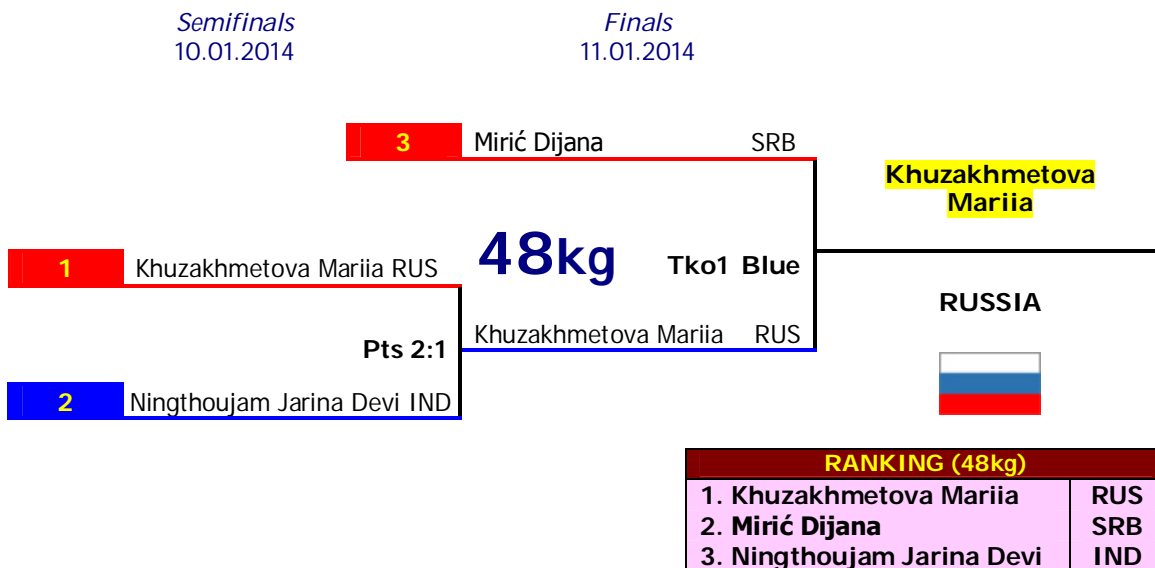 Semifinals
10.01.2014
Finals
11.01.2014
3 Mirić Dijana SRB
Khuzakhmetova
Mariia
1 Khuzakhmetova Mariia RUS
48kg
Tko1 Blue
RUSSIA
Khuzakhmetova Mariia RUS
Pts 2:1
2 Ningthoujam Jarina Devi IND
RANKING (48kg)
1. Khuzakhmetova Mariia RUS
2. Mirić Dijana SRB
3. Ningthoujam Jarina Devi IND